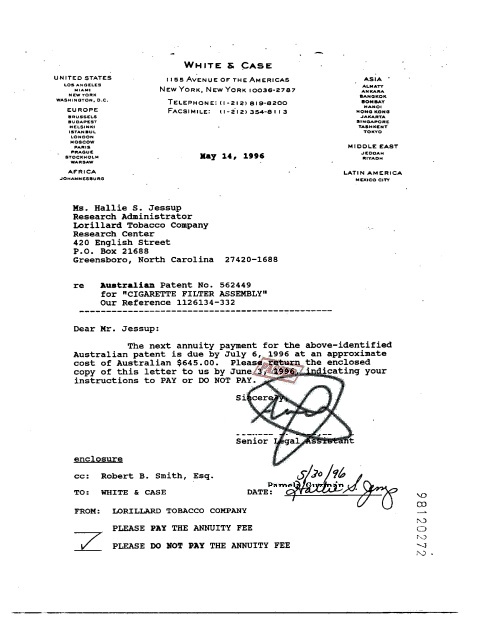 WHITE & CASE
1155 AVENUE OF THE AMERICAS
NEW YORK, NEW YORK 10036-2787
TELEPHONE: (1-212) 819-8200
FACSIMILE: (1-212) 354-8113
UNITED STATES
LOS ANGELES
MIAMI
NEW YORK
WASHINGTON, D.C.
EUROPE
BRUSSELS
BUDAPEST
HELSINKI
ISTANBUL
LONDON
MOSCOW
PARIS
PRAGUE
STOCKHOLM
WARSAW
AFRICA
JOHANNESBURG
ASIA
ALMATY
ANKARA
BANGKOK
BOMBAY
HANOI
HONG KONG
JAKARTA
SINGAPORE
TASHKENT
TOKYO
MIDDLE EAST
JEDDAH
RIYADH
LATIN AMERICA
MEXICO CITY
May 14, 1996
Ms. Hallie S. Jessup
Research Administrator
Lorillard Tobacco Company
Research Center
420 English Street
P.O. Box 21688
Greensboro, North Carolina 27420-1688
re Australian Patent No. 562449
for "CIGARETTE FILTER ASSEMBLY"
Our Reference 1126134-332
Dear Mr. Jessup:
The next annuity payment for the above-identified
Australian patent is due by July 6, 1996 at an approximate
cost of Australian $645.00. Please return the enclosed
copy of this letter to us by June 3, 1996, indicating your
instructions to PAY or DO NOT PAY.
Sincerely,
Senior Legal Assistant
enclosure
cc: Robert B. Smith, Esq.
5/30/96
Pamela
TO: WHITE & CASE DATE: Hallie S.
FROM: LORILLARD TOBACCO COMPANY
PLEASE PAY THE ANNUITY FEE
PLEASE DO NOT PAY THE ANNUITY FEE
98120272